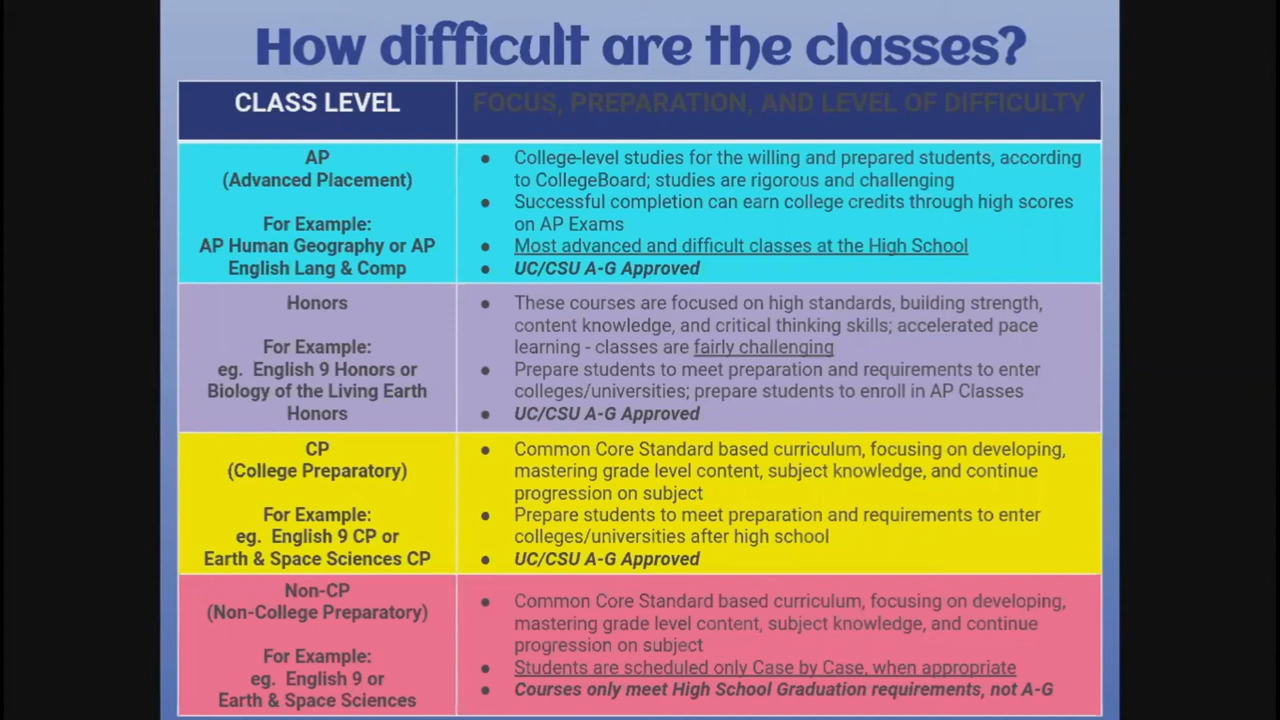 How difficult are the classes?
CLASS LEVEL
FOCUS, PREPARATION, AND LEVEL OF DIFFICULTY
AP
(Advanced Placement)
For Example:
AP Human Geography or AP
English Lang & Comp
● College-level studies for the willing and prepared students, according
to CollegeBoard; studies are rigorous and challenging
● Successful completion can earn college credits through high scores
on AP Exams
● Most advanced and difficult classes at the High School
● UC/CSU A-G Approved
Honors
For Example:
eg. English 9 Honors or
Biology of the Living Earth
Honors
● These courses are focused on high standards, building strength,
content knowledge, and critical thinking skills; accelerated pace
learning - classes are fairly challenging
● Prepare students to meet preparation and requirements to enter
colleges/universities; prepare students to enroll in AP Classes
● UC/CSU A-G Approved
CP
(College Preparatory)
For Example:
eg. English 9 CP or
Earth & Space Sciences CP
● Common Core Standard based curriculum, focusing on developing,
mastering grade level content, subject knowledge, and continue
progression on subject
● Prepare students to meet preparation and requirements to enter
colleges/universities after high school
● UC/CSU A-G Approved
Non-CP
(Non-College Preparatory)
For Example:
eg. English 9 or
Earth & Space Sciences
● Common Core Standard based curriculum, focusing on developing,
mastering grade level content, subject knowledge, and continue
progression on subject
● Students are scheduled only Case by Case, when appropriate
● Courses only meet High School Graduation requirements, not A-G